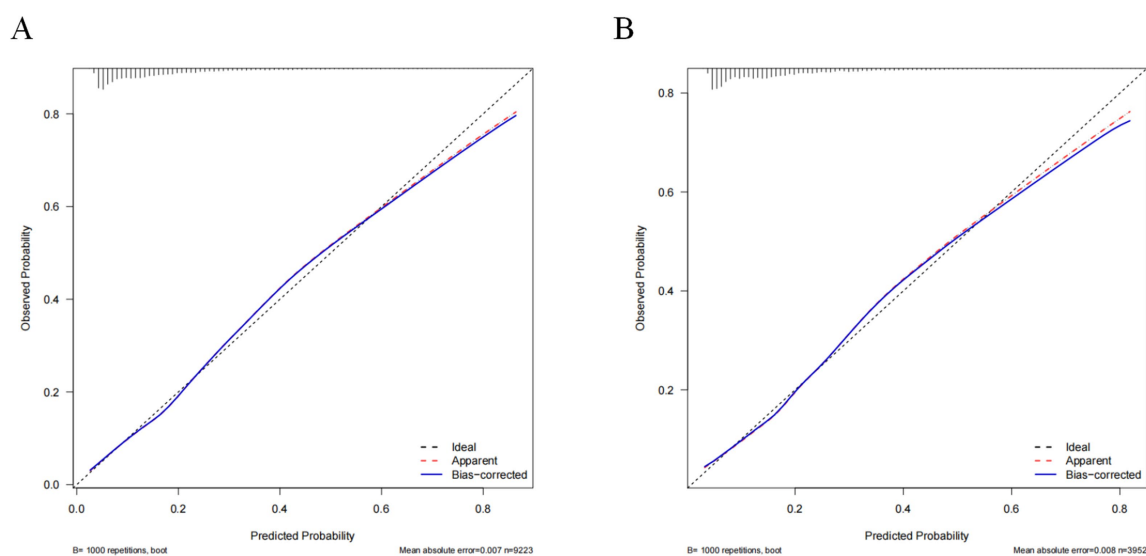 A
0.8
0.6
0.4
0.2
0.0
Observed Probability
Ideal
Apparent
Bias-corrected
0.0 0.2 0.4 0.6 0.8
Predicted Probability
B= 1000 repetitions, boot
Mean absolute error=0.007 n=9223
B
0.8
0.6
0.4
0.2
Observed Probability
Ideal
Apparent
Bias-corrected
0.2 0.4 0.6 0.8
Predicted Probability
B= 1000 repetitions, boot
Mean absolute error=0.008 n=3952